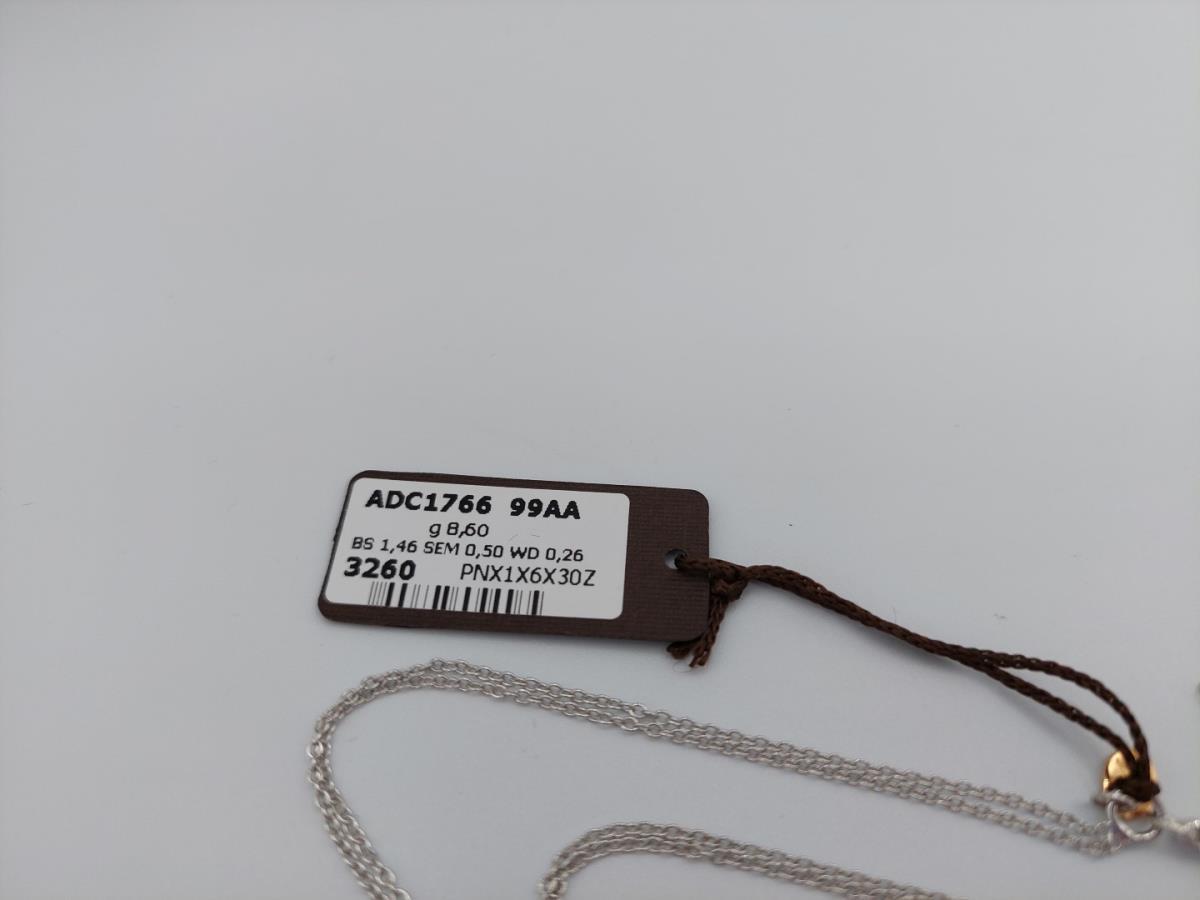 ADC1766 99AA
g 8,60
BS 1,46 SEM 0,50 WD 0,26
3260 PNX1X6X30Z